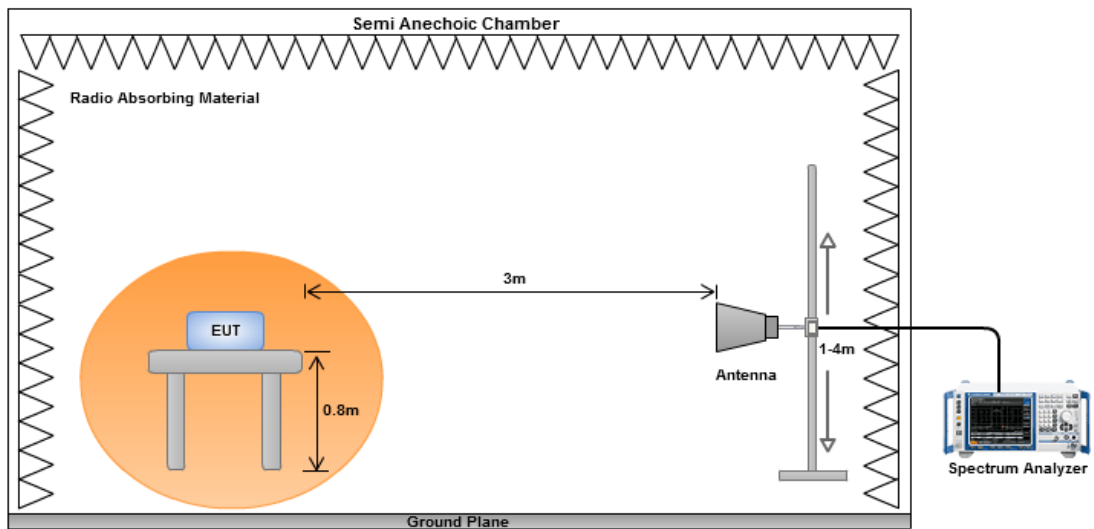 Semi Anechoic Chamber
Radio Absorbing Material
3m
EUT
0.8m
1-4m
Antenna
Spectrum Analyzer
Ground Plane